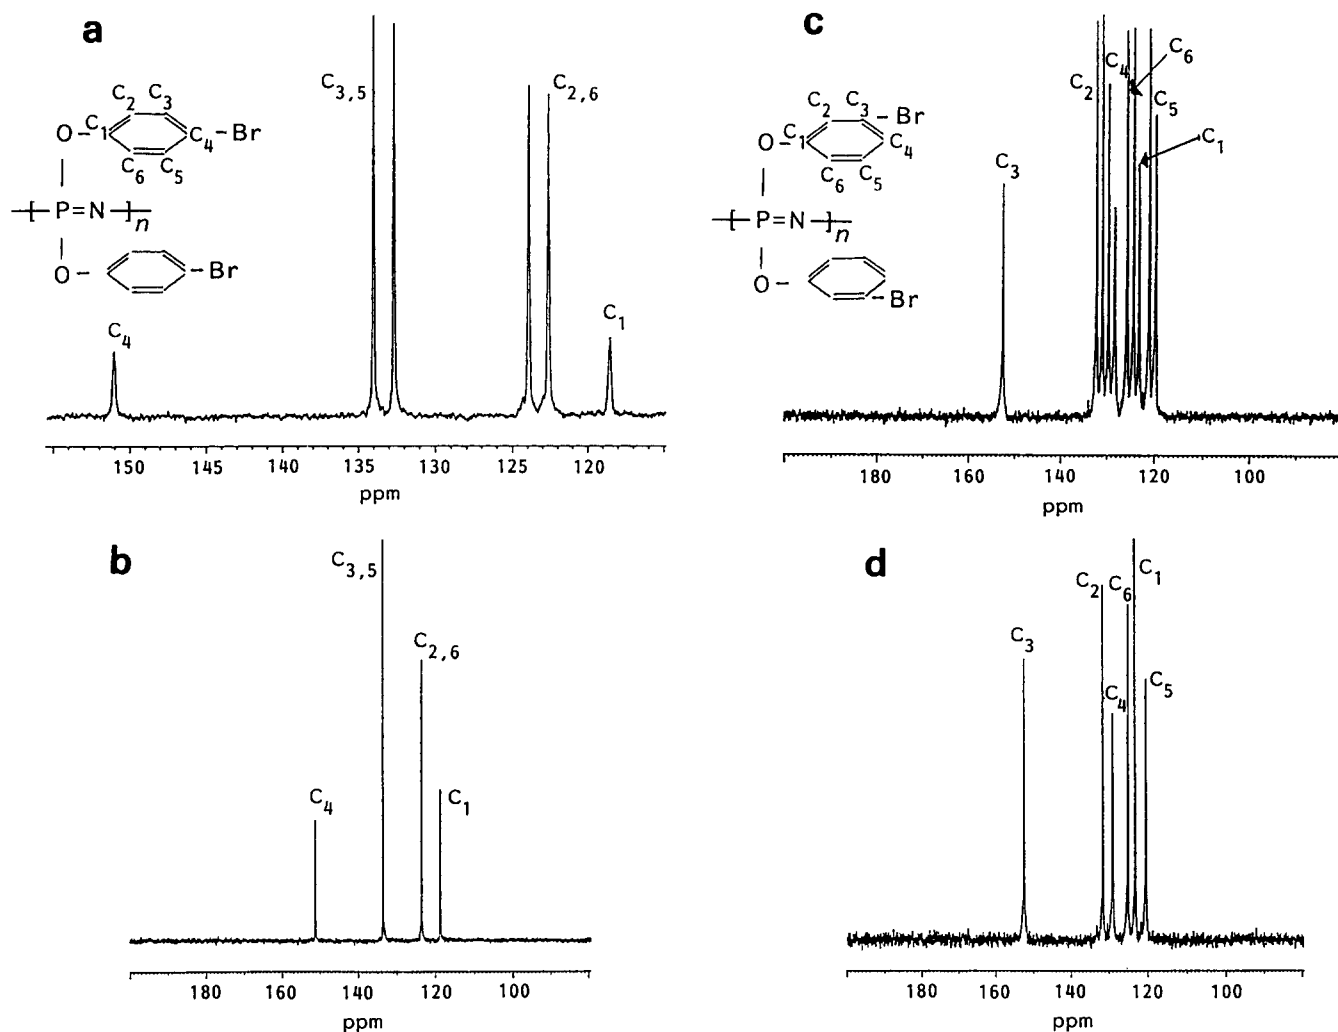 a
C3,5
C2,6
C2 C3
O- C1 C4 -Br
C6 C5
-[ P=N ]n
O- -Br
C4
C1
150 145 140 135 130 125 120
ppm
b
C3,5
C2,6
C4
C1
180 160 140 120 100
ppm
c
C2
C4
C6
C5
C1
C3
C2 C3 -Br
O- C1 C4
C6 C5
-[ P=N ]n
O- -Br
180 160 140 120 100
ppm
d
C1
C2 C6
C3
C4
C5
180 160 140 120 100
ppm